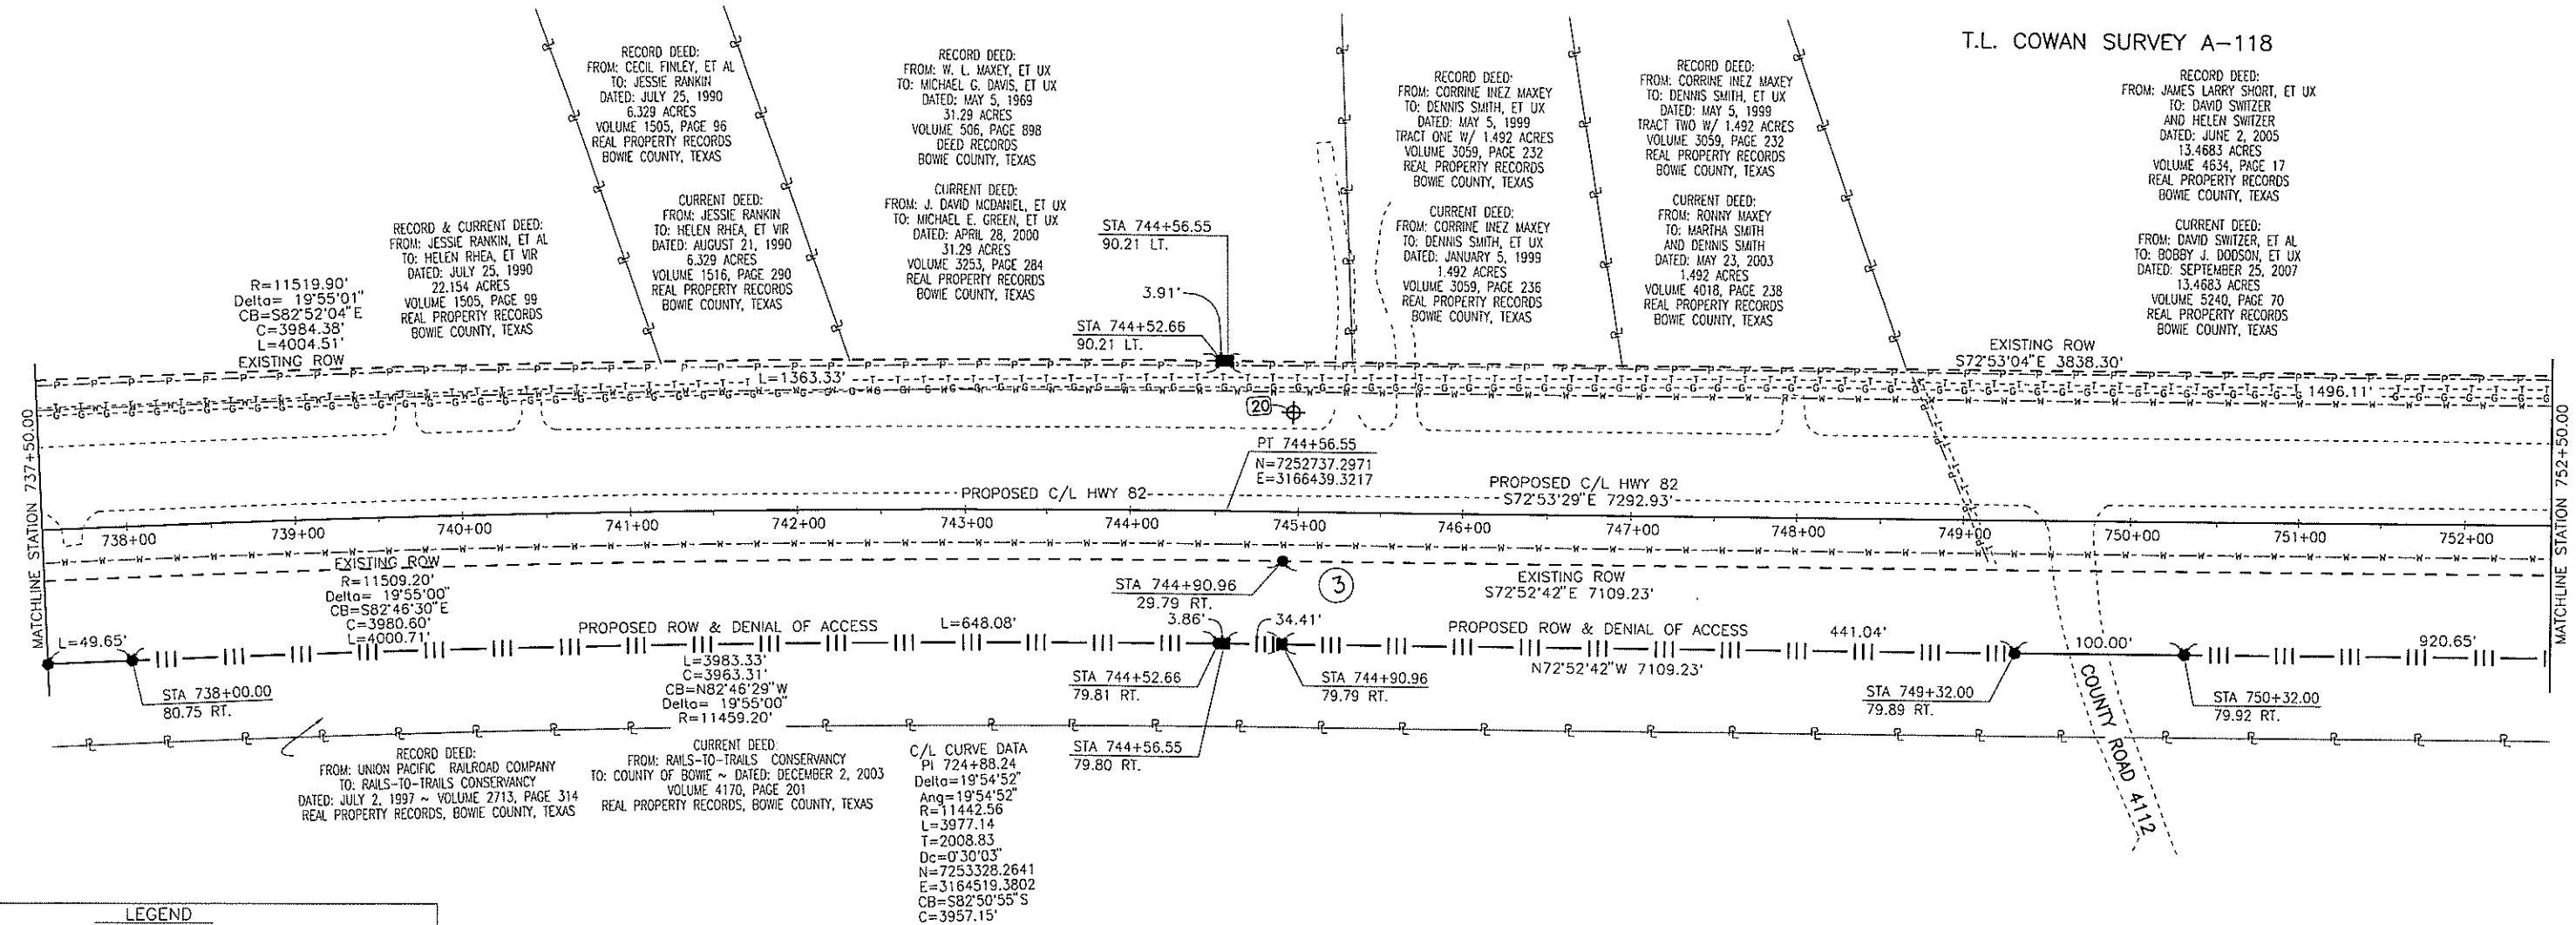 T.L. COWAN SURVEY A-118
RECORD DEED:
FROM: CECIL FINLEY, ET AL
TO: JESSIE RANKIN
DATED: JULY 25, 1990
6.329 ACRES
VOLUME 1505, PAGE 96
REAL PROPERTY RECORDS
BOWIE COUNTY, TEXAS
RECORD DEED:
FROM: W. L. MAXEY, ET UX
TO: MICHAEL G. DAVIS, ET UX
DATED: MAY 5, 1969
31.29 ACRES
VOLUME 506, PAGE 898
DEED RECORDS
BOWIE COUNTY, TEXAS
RECORD DEED:
FROM: CORRINE INEZ MAXEY
TO: DENNIS SMITH, ET UX
DATED: MAY 5, 1999
TRACT ONE W/ 1.492 ACRES
VOLUME 3059, PAGE 232
REAL PROPERTY RECORDS
BOWIE COUNTY, TEXAS
RECORD DEED:
FROM: CORRINE INEZ MAXEY
TO: DENNIS SMITH, ET UX
DATED: MAY 5, 1999
TRACT TWO W/ 1.492 ACRES
VOLUME 3059, PAGE 232
REAL PROPERTY RECORDS
BOWIE COUNTY, TEXAS
RECORD DEED:
FROM: JAMES LARRY SHORT, ET UX
TO: DAVID SWITZER
AND HELEN SWITZER
DATED: JUNE 2, 2005
13.4683 ACRES
VOLUME 4634, PAGE 17
REAL PROPERTY RECORDS
BOWIE COUNTY, TEXAS
R=11519.90'
Delta= 19°55'01"
CB=S82°52'04"E
C=3984.38'
L=4004.51'
EXISTING ROW
RECORD & CURRENT DEED:
FROM: JESSIE RANKIN, ET AL
TO: HELEN RHEA, ET VIR
DATED: JULY 25, 1990
22.154 ACRES
VOLUME 1505, PAGE 99
REAL PROPERTY RECORDS
BOWIE COUNTY, TEXAS
CURRENT DEED:
FROM: JESSIE RANKIN
TO: HELEN RHEA, ET VIR
DATED: AUGUST 21, 1990
6.329 ACRES
VOLUME 1516, PAGE 290
REAL PROPERTY RECORDS
BOWIE COUNTY, TEXAS
CURRENT DEED:
FROM: J. DAVID MCDANIEL, ET UX
TO: MICHAEL E. GREEN, ET UX
DATED: APRIL 28, 2000
31.29 ACRES
VOLUME 3253, PAGE 284
REAL PROPERTY RECORDS
BOWIE COUNTY, TEXAS
STA 744+56.55
90.21 LT.
3.91'
STA 744+52.66
90.21 LT.
CURRENT DEED:
FROM: CORRINE INEZ MAXEY
TO: DENNIS SMITH, ET UX
DATED: JANUARY 5, 1999
1.492 ACRES
VOLUME 3059, PAGE 236
REAL PROPERTY RECORDS
BOWIE COUNTY, TEXAS
CURRENT DEED:
FROM: RONNY MAXEY
TO: MARTHA SMITH
AND DENNIS SMITH
DATED: MAY 23, 2003
1.492 ACRES
VOLUME 4018, PAGE 238
REAL PROPERTY RECORDS
BOWIE COUNTY, TEXAS
CURRENT DEED:
FROM: DAVID SWITZER, ET AL
TO: BOBBY J. DODSON, ET UX
DATED: SEPTEMBER 25, 2007
13.4683 ACRES
VOLUME 5240, PAGE 70
REAL PROPERTY RECORDS
BOWIE COUNTY, TEXAS
EXISTING ROW
S72°53'04"E 3838.30'
L=1363.33'
1496.11'
20
MATCHLINE STATION 737+50.00
MATCHLINE STATION 752+50.00
PT 744+56.55
N=7252737.2971
E=3166439.3217
PROPOSED C/L HWY 82
PROPOSED C/L HWY 82
S72°53'29"E 7292.93'
738+00 739+00 740+00 741+00 742+00 743+00 744+00 745+00 746+00 747+00 748+00 749+00 750+00 751+00 752+00
EXISTING ROW
R=11509.20'
Delta= 19°55'00"
CB=S82°46'30"E
C=3980.60'
L=4000.71'
STA 744+90.96
29.79 RT.
3
EXISTING ROW
S72°52'42"E 7109.23'
L=49.65'
PROPOSED ROW & DENIAL OF ACCESS
L=648.08'
3.86'
34.41'
PROPOSED ROW & DENIAL OF ACCESS
N72°52'42"W 7109.23'
441.04'
100.00'
920.65'
STA 738+00.00
80.75 RT.
L=3983.33'
C=3963.31'
CB=N82°46'29"W
Delta= 19°55'00"
R=11459.20'
STA 744+52.66
79.81 RT.
STA 744+90.96
79.79 RT.
STA 749+32.00
79.89 RT.
STA 750+32.00
79.92 RT.
COUNTY ROAD 4112
STA 744+56.55
79.80 RT.
RECORD DEED:
FROM: UNION PACIFIC RAILROAD COMPANY
TO: RAILS-TO-TRAILS CONSERVANCY
DATED: JULY 2, 1997 ~ VOLUME 2713, PAGE 314
REAL PROPERTY RECORDS, BOWIE COUNTY, TEXAS
CURRENT DEED:
FROM: RAILS-TO-TRAILS CONSERVANCY
TO: COUNTY OF BOWIE ~ DATED: DECEMBER 2, 2003
VOLUME 4170, PAGE 201
REAL PROPERTY RECORDS, BOWIE COUNTY, TEXAS
C/L CURVE DATA
PI 724+88.24
Delta=19°54'52"
Ang=19°54'52"
R=11442.56
L=3977.14
T=2008.83
Dc=0°30'03"
N=7253328.2641
E=3164519.3802
CB=S82°50'55"S
C=3957.15'
LEGEND